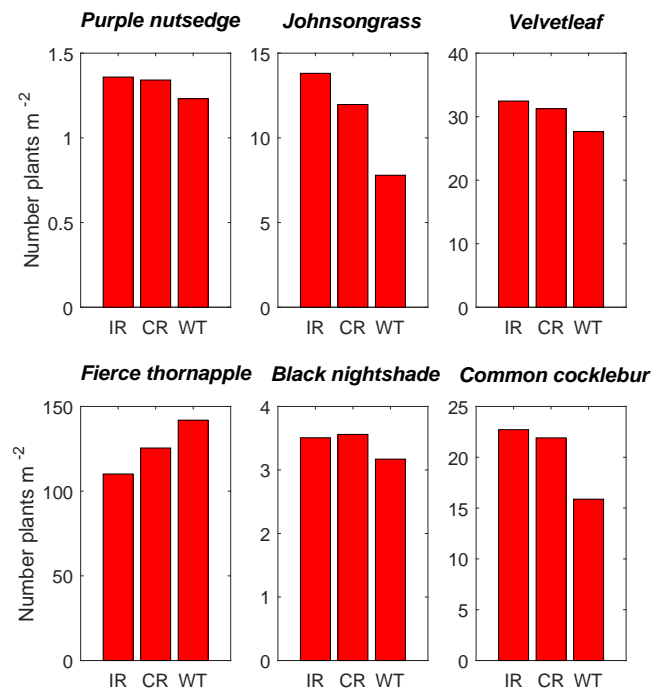 Purple nutsedge
Johnsongrass
Velvetleaf
Number plants m -2
1.5
1
0.5
0
IR CR WT
15
10
5
0
IR CR WT
40
30
20
10
0
IR CR WT
Fierce thornapple
Black nightshade
Common cocklebur
Number plants m -2
150
100
50
0
IR CR WT
4
3
2
1
0
IR CR WT
25
20
15
10
5
0
IR CR WT